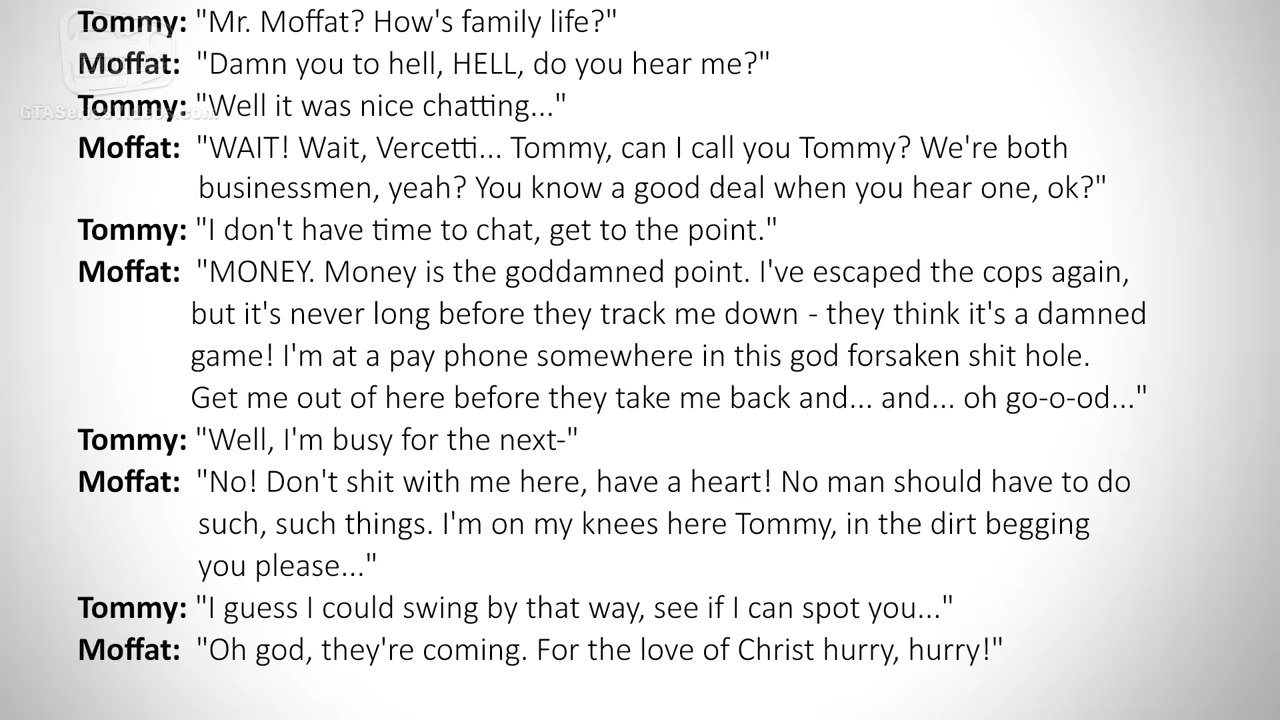 Tommy: "Mr. Moffat? How's family life?"
Moffat: "Damn you to hell, HELL, do you hear me?"
Tommy: "Well it was nice chatting..."
GTASeriesVideos.com
Moffat: "WAIT! Wait, Vercetti... Tommy, can I call you Tommy? We're both
businessmen, yeah? You know a good deal when you hear one, ok?"
Tommy: "I don't have time to chat, get to the point."
Moffat: "MONEY. Money is the goddamned point. I've escaped the cops again,
but it's never long before they track me down - they think it's a damned
game! I'm at a pay phone somewhere in this god forsaken shit hole.
Get me out of here before they take me back and... and... oh go-o-od..."
Tommy: "Well, I'm busy for the next-"
Moffat: "No! Don't shit with me here, have a heart! No man should have to do
such, such things. I'm on my knees here Tommy, in the dirt begging
you please..."
Tommy: "I guess I could swing by that way, see if I can spot you..."
Moffat: "Oh god, they're coming. For the love of Christ hurry, hurry!"